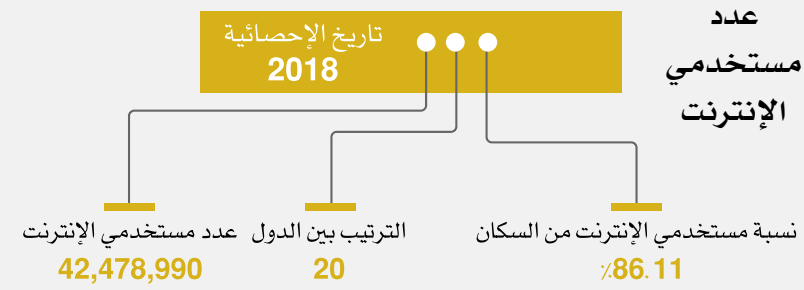 عدد
مستخدمي
الإنترنت
تاريخ الإحصائية
2018
نسبة مستخدمي الإنترنت من السكان
86.11٪
الترتيب بين الدول
20
عدد مستخدمي الإنترنت
42,478,990